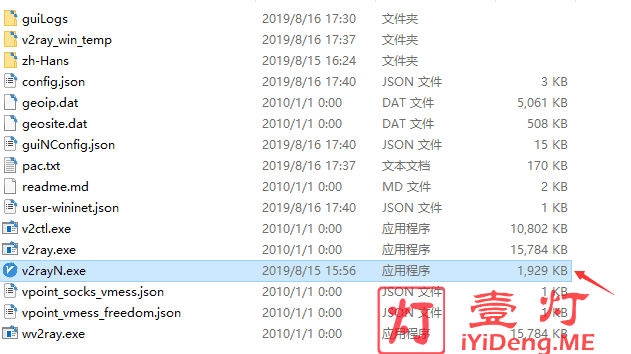 guiLogs 2019/8/16 17:30 文件夹
v2ray_win_temp 2019/8/16 17:37 文件夹
zh-Hans 2019/8/15 16:24 文件夹
config.json 2019/8/16 17:40 JSON 文件 3 KB
geoip.dat 2010/1/1 0:00 DAT 文件 5,061 KB
geosite.dat 2010/1/1 0:00 DAT 文件 508 KB
guiNConfig.json 2019/8/16 17:40 JSON 文件 15 KB
pac.txt 2019/8/16 17:37 文本文档 170 KB
readme.md 2010/1/1 0:00 MD 文件 2 KB
user-wininet.json 2019/8/16 17:40 JSON 文件 1 KB
v2ctl.exe 2010/1/1 0:00 应用程序 10,802 KB
v2ray.exe 2010/1/1 0:00 应用程序 15,784 KB
v2rayN.exe 2019/8/15 15:56 应用程序 1,929 KB
vpoint_socks_vmess.json 2010/1/1 0:00 JSON 文件 1 KB
vpoint_vmess_freedom.json 2010/1/1 0:00 JSON 文件 1 KB
wv2ray.exe 2010/1/1 0:00 应用程序 15,784 KB
灯 壹灯
iYiDeng.ME